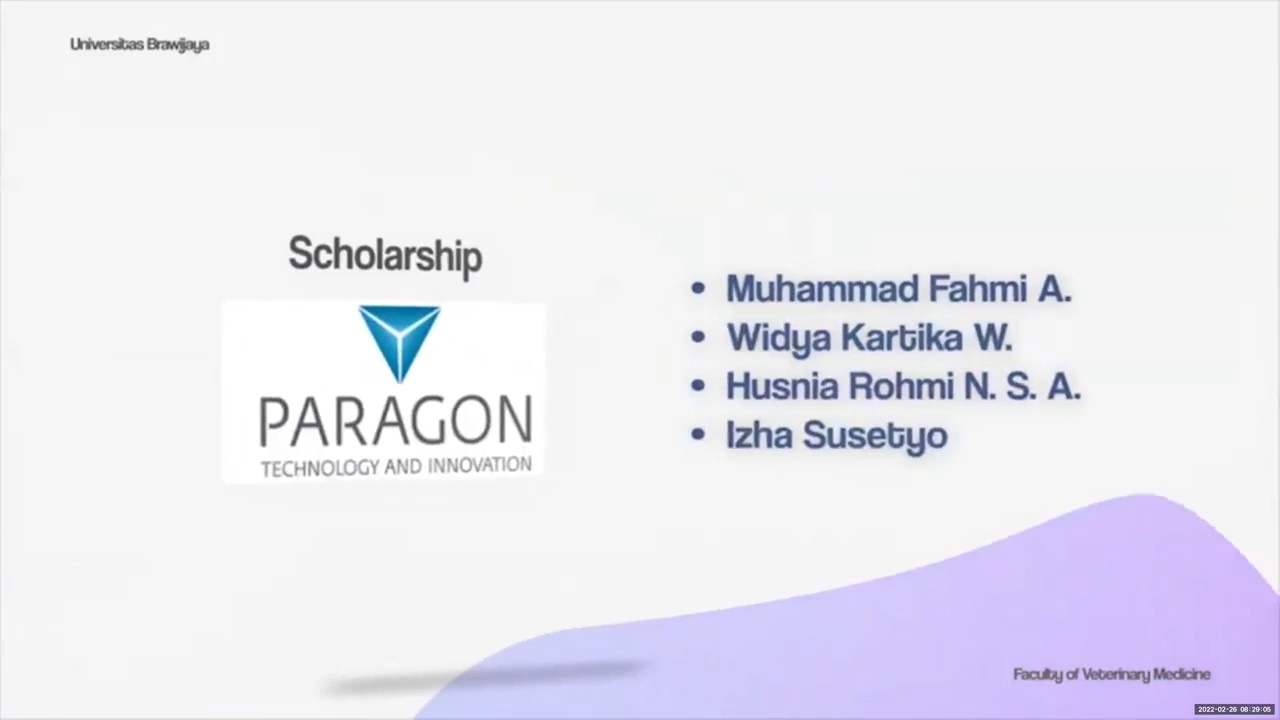 Universitas Brawijaya
Scholarship
PARAGON
TECHNOLOGY AND INNOVATION
• Muhammad Fahmi A.
• Widya Kartika W.
• Husnia Rohmi N. S. A.
• Izha Susetyo
Faculty of Veterinary Medicine
2022-02-26 08:29:05